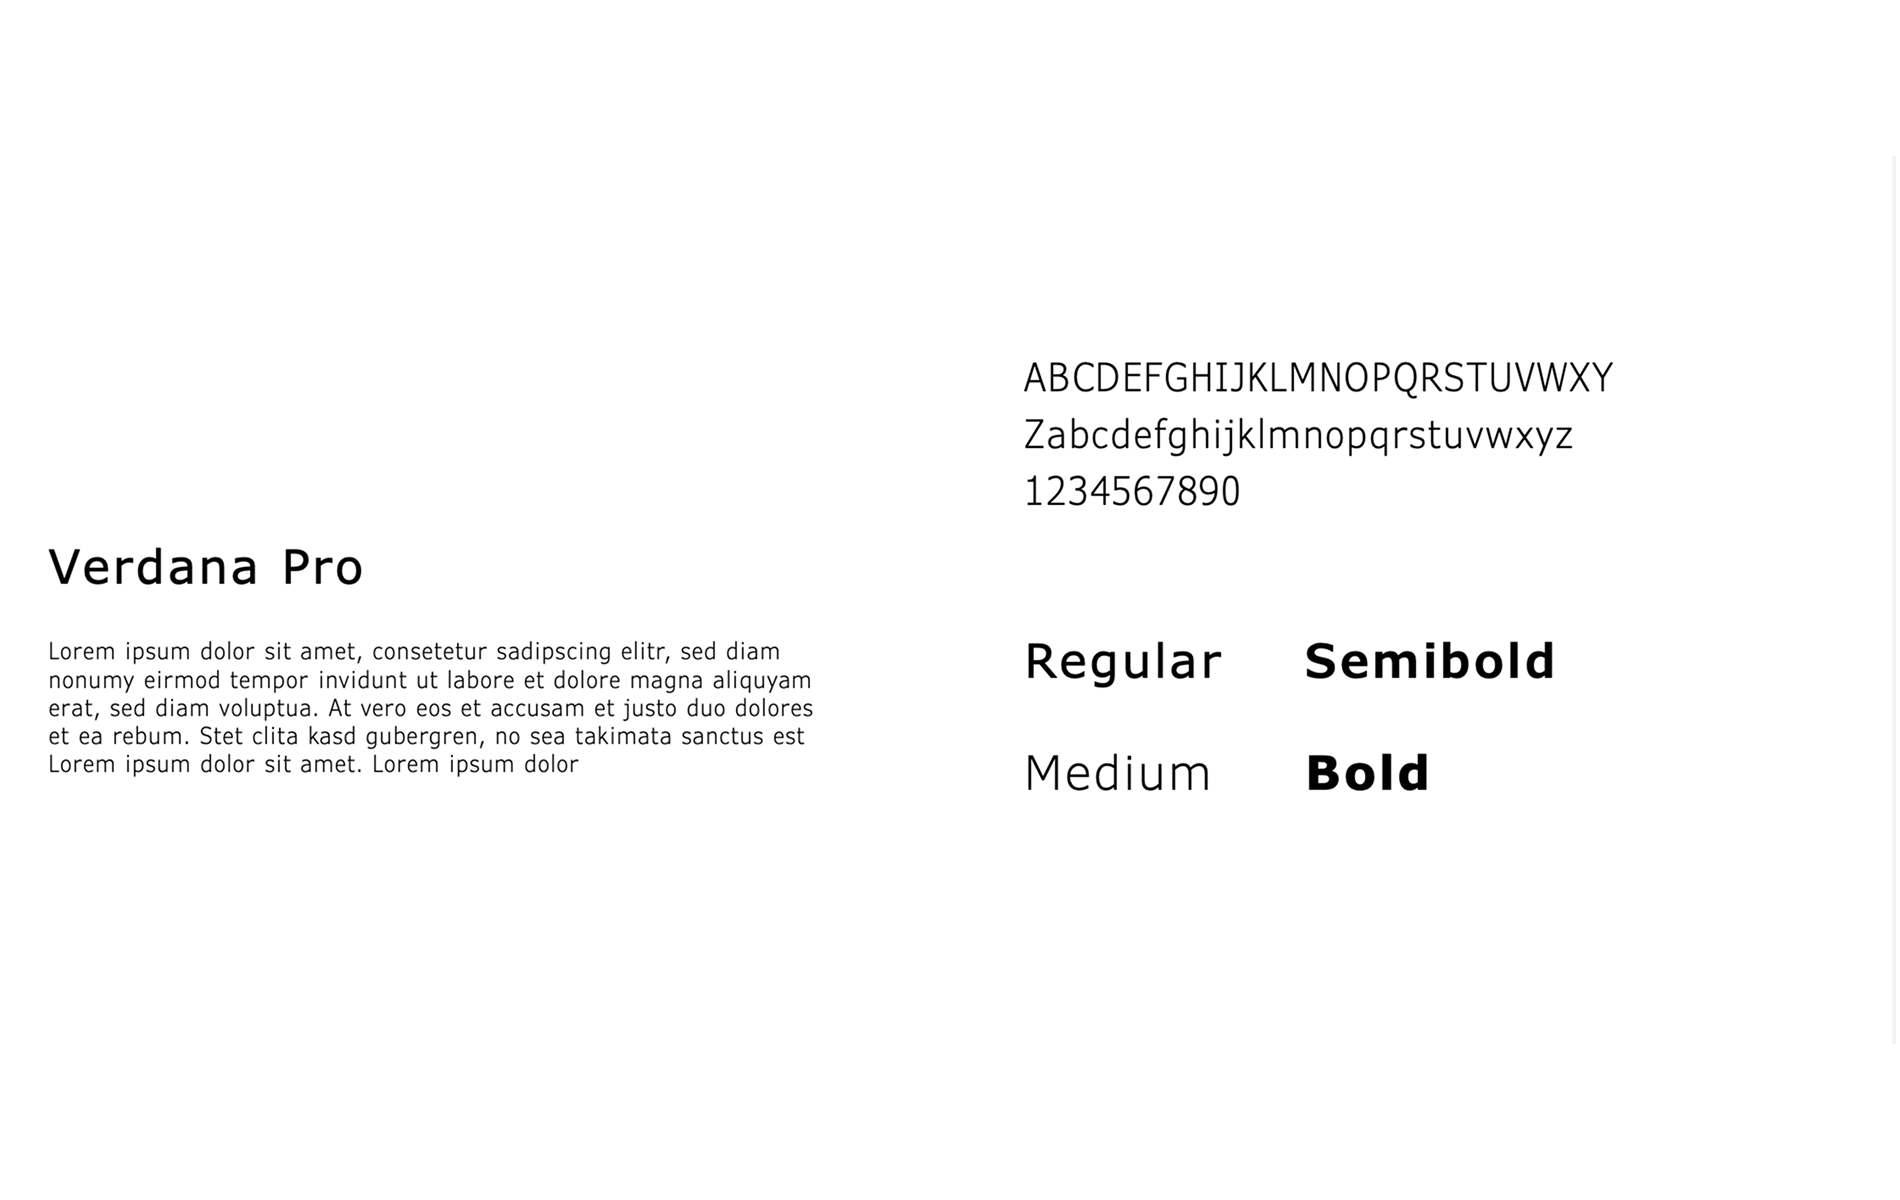 Verdana Pro
Lorem ipsum dolor sit amet, consetetur sadipscing elitr, sed diam
nonumy eirmod tempor invidunt ut labore et dolore magna aliquyam
erat, sed diam voluptua. At vero eos et accusam et justo duo dolores
et ea rebum. Stet clita kasd gubergren, no sea takimata sanctus est
Lorem ipsum dolor sit amet. Lorem ipsum dolor
ABCDEFGHIJKLMNOPQRSTUVWXY
Zabcdefghijklmnopqrstuvwxyz
1234567890
Regular Semibold
Medium Bold